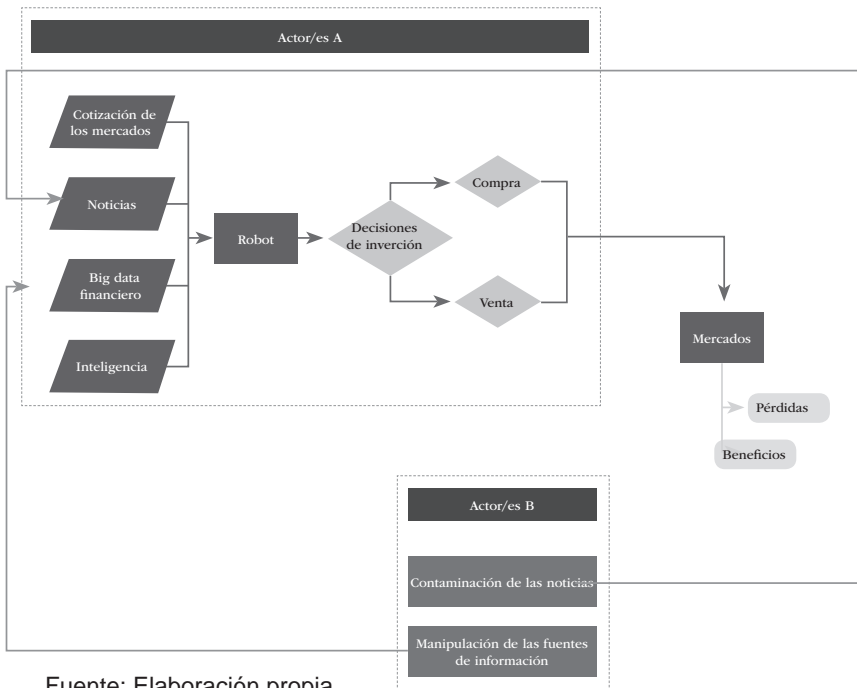 Actor/es A
Cotización de
los mercados
Noticias
Big data
financiero
Inteligencia
Robot
Decisiones
de inverción
Compra
Venta
Mercados
Pérdidas
Beneficios
Actor/es B
Contaminación de las noticias
Manipulación de las fuentes
de información
Fuente: Elaboración propia